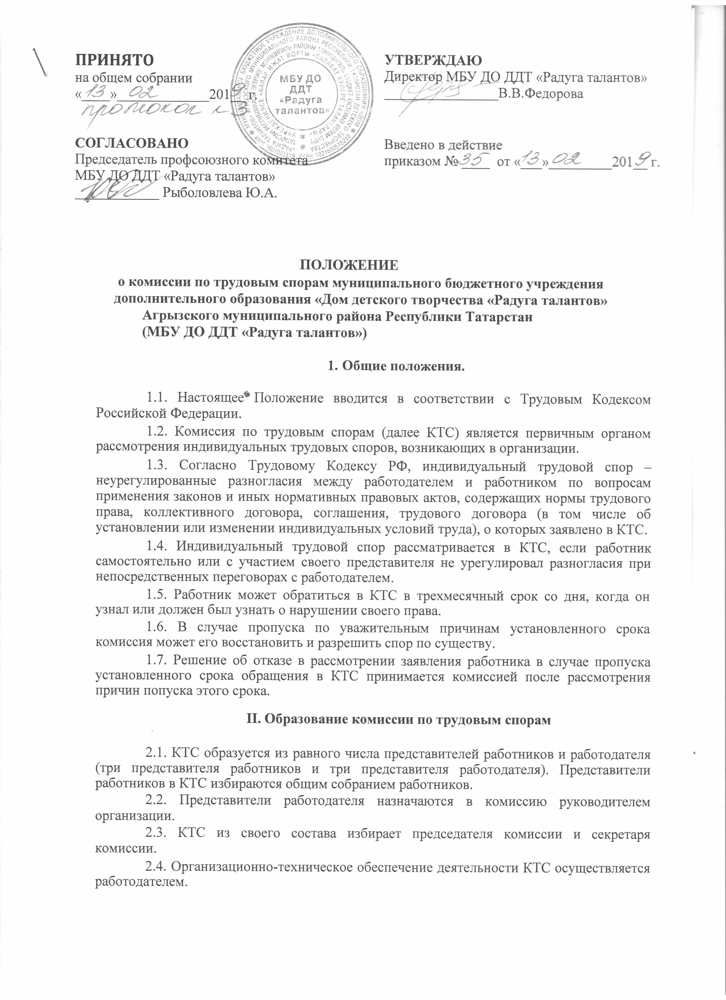 ПРИНЯТО
на общем собрании
«13» 02 2019 г.
протокол № 3
СОГЛАСОВАНО
Председатель профсоюзного комитета
МБУ ДО ДДТ «Радуга талантов»
____________ Рыболовлева Ю.А.
МБУ ДО
ДДТ
«Радуга
талантов»
УТВЕРЖДАЮ
Директор МБУ ДО ДДТ «Радуга талантов»
________________В.В.Федорова
Введено в действие
приказом № 35 от «13» 02 2019 г.
ПОЛОЖЕНИЕ
о комиссии по трудовым спорам муниципального бюджетного учреждения
дополнительного образования «Дом детского творчества «Радуга талантов»
Агрызского муниципального района Республики Татарстан
(МБУ ДО ДДТ «Радуга талантов»)
1. Общие положения.
1.1. Настоящее Положение вводится в соответствии с Трудовым Кодексом
Российской Федерации.
1.2. Комиссия по трудовым спорам (далее КТС) является первичным органом
рассмотрения индивидуальных трудовых споров, возникающих в организации.
1.3. Согласно Трудовому Кодексу РФ, индивидуальный трудовой спор –
неурегулированные разногласия между работодателем и работником по вопросам
применения законов и иных нормативных правовых актов, содержащих нормы трудового
права, коллективного договора, соглашения, трудового договора (в том числе об
установлении или изменении индивидуальных условий труда), о которых заявлено в КТС.
1.4. Индивидуальный трудовой спор рассматривается в КТС, если работник
самостоятельно или с участием своего представителя не урегулировал разногласия при
непосредственных переговорах с работодателем.
1.5. Работник может обратиться в КТС в трехмесячный срок со дня, когда он
узнал или должен был узнать о нарушении своего права.
1.6. В случае пропуска по уважительным причинам установленного срока
комиссия может его восстановить и разрешить спор по существу.
1.7. Решение об отказе в рассмотрении заявления работника в случае пропуска
установленного срока обращения в КТС принимается комиссией после рассмотрения
причин попуска этого срока.
II. Образование комиссии по трудовым спорам
2.1. КТС образуется из равного числа представителей работников и работодателя
(три представителя работников и три представителя работодателя). Представители
работников в КТС избираются общим собранием работников.
2.2. Представители работодателя назначаются в комиссию руководителем
организации.
2.3. КТС из своего состава избирает председателя комиссии и секретаря
комиссии.
2.4. Организационно-техническое обеспечение деятельности КТС осуществляется
работодателем.